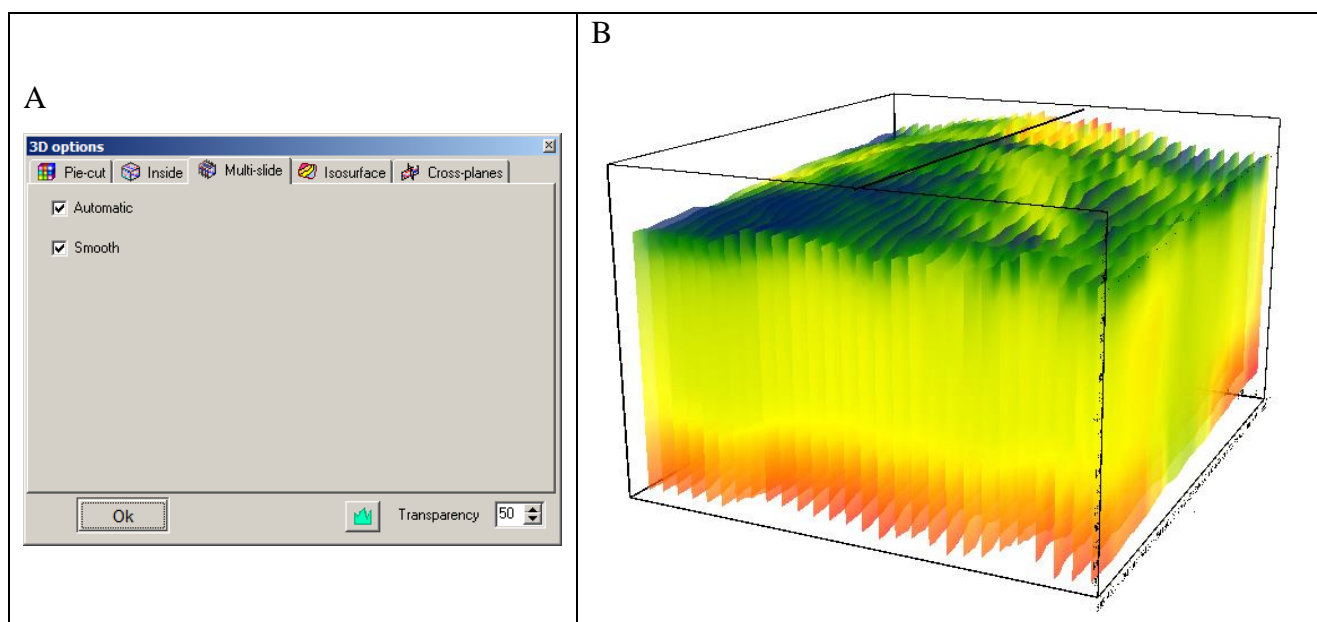 A
3D options
Pie-cut Inside Multi-slide Isosurface Cross-planes
Automatic
Smooth
Ok Transparency 50
B